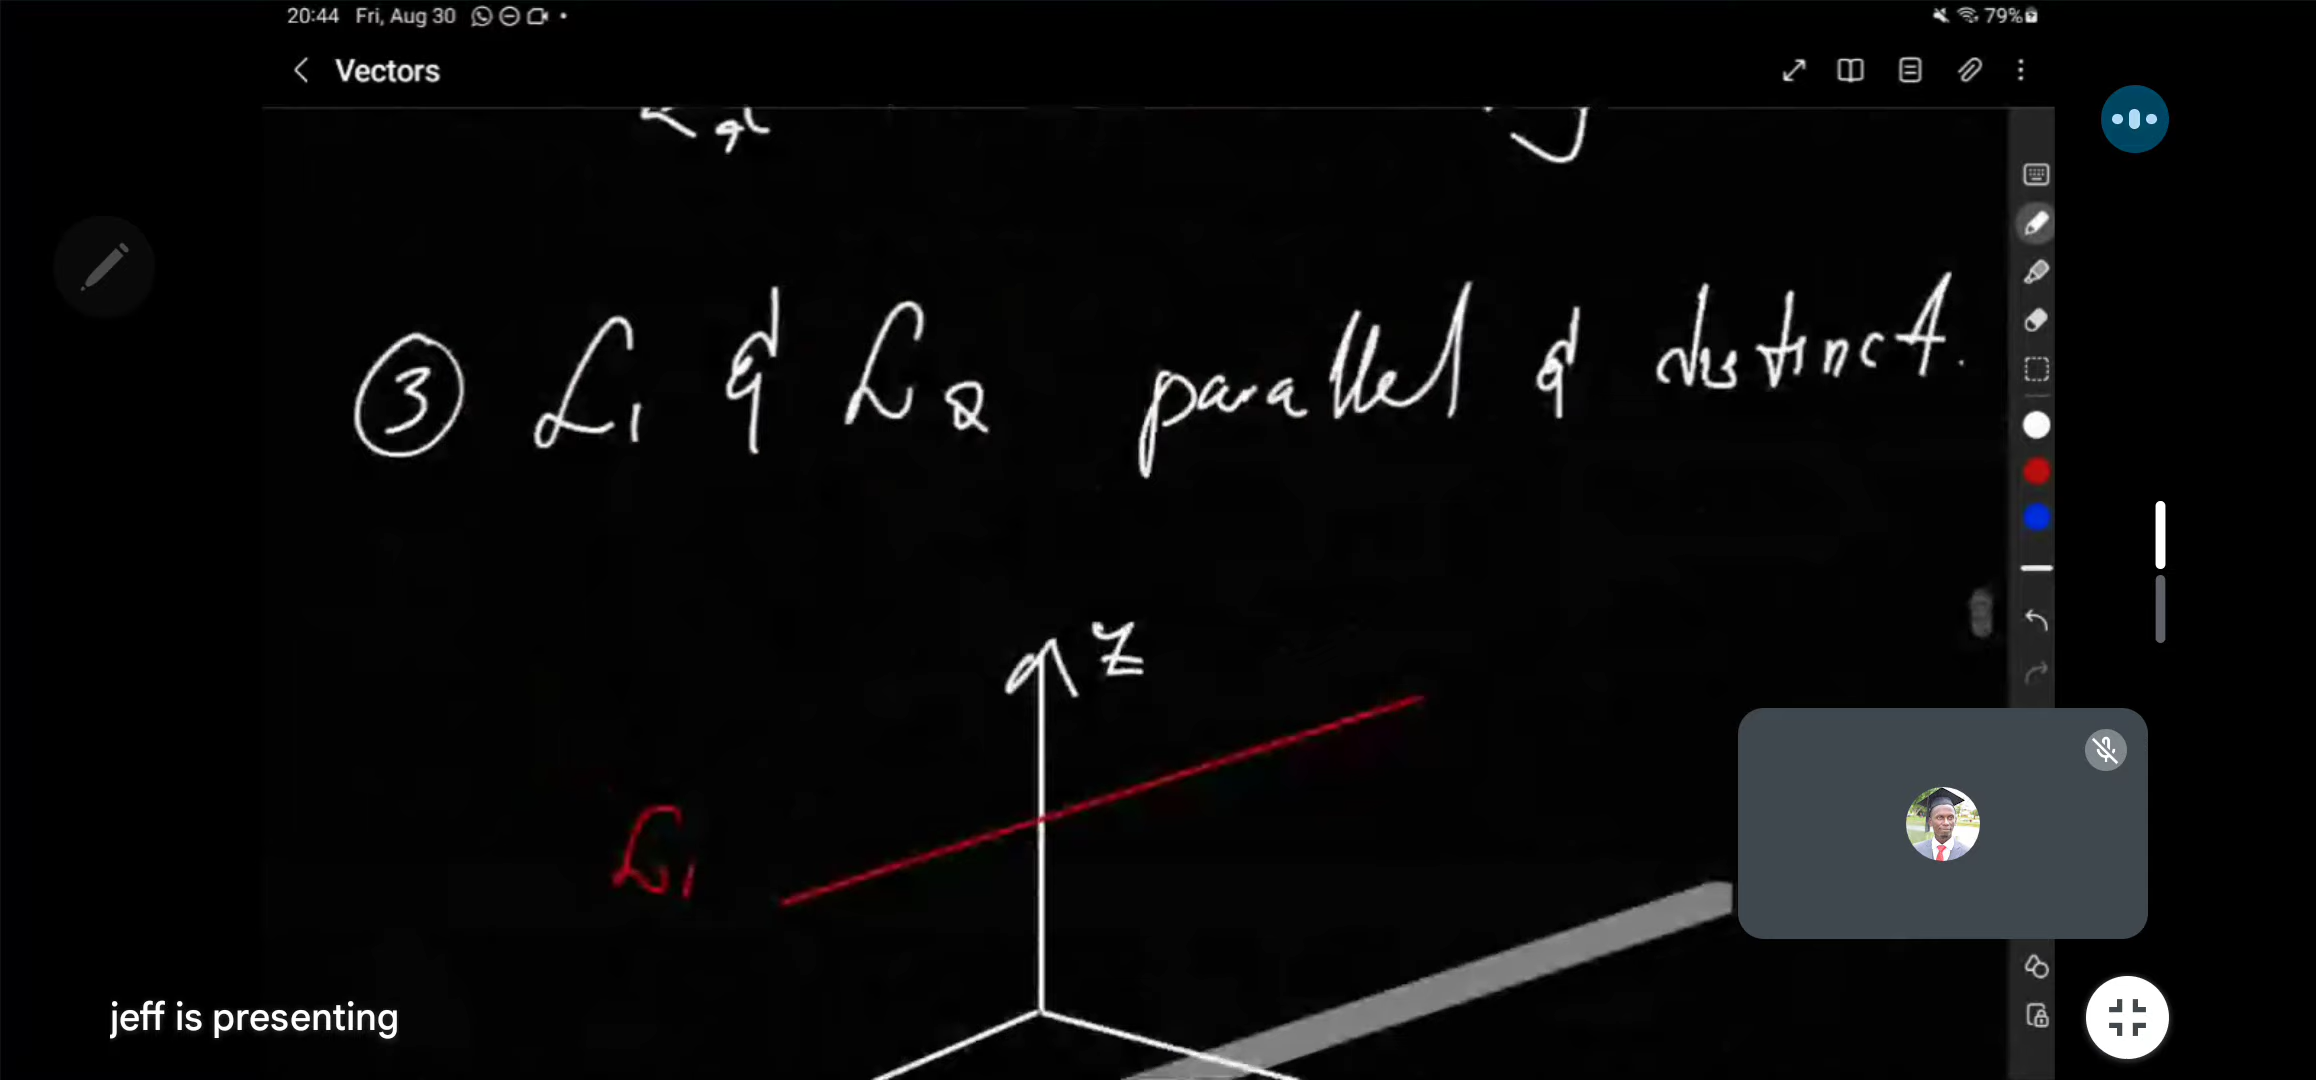 20:44 Fri, Aug 30 79%
Vectors
③ L1 & L2 parallel & distinct.
z
L1
jeff is presenting